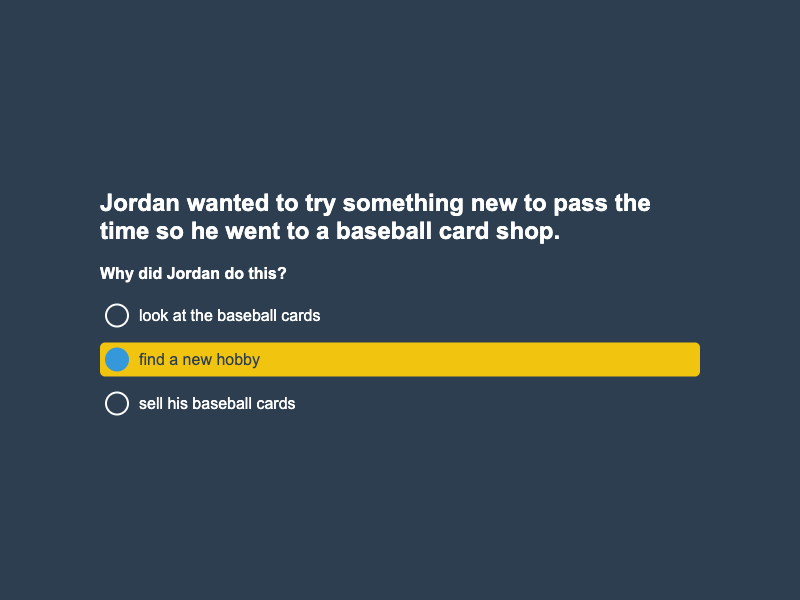 Jordan wanted to try something new to pass the
time so he went to a baseball card shop.
Why did Jordan do this?
look at the baseball cards
find a new hobby
sell his baseball cards